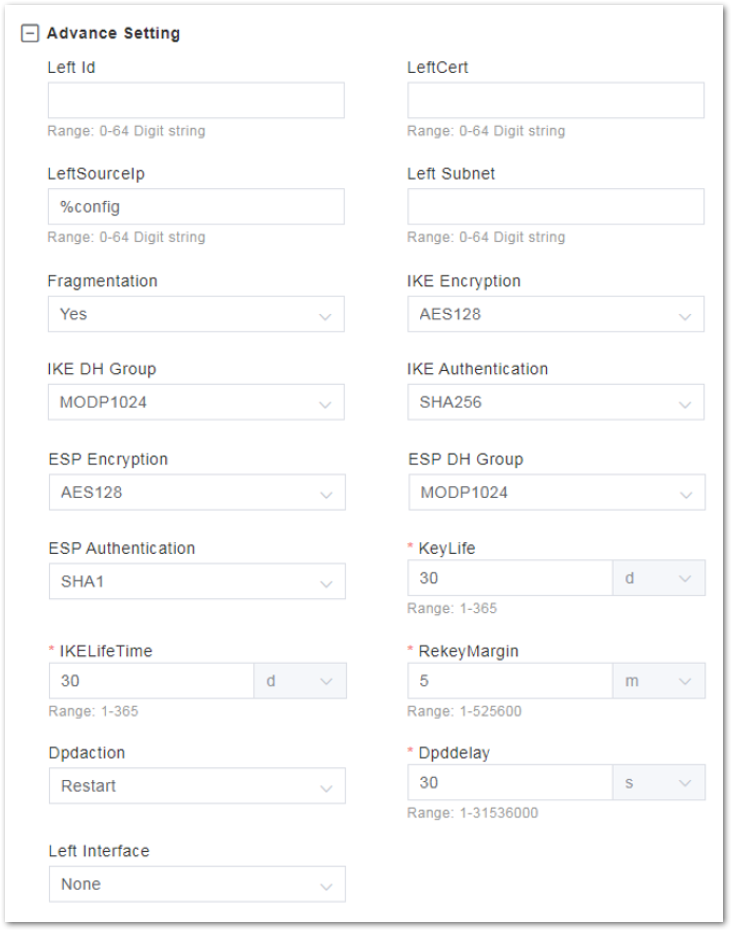 Advance Setting
Left Id
LeftCert
Range: 0-64 Digit string
Range: 0-64 Digit string
LeftSourceIp
Left Subnet
%config
Range: 0-64 Digit string
Range: 0-64 Digit string
Fragmentation
IKE Encryption
Yes
AES128
IKE DH Group
IKE Authentication
MODP1024
SHA256
ESP Encryption
ESP DH Group
AES128
MODP1024
ESP Authentication
* KeyLife
SHA1
30 d
Range: 1-365
* IKELifeTime
* RekeyMargin
30 d
5 m
Range: 1-365
Range: 1-525600
Dpdaction
* Dpddelay
Restart
30 s
Range: 1-31536000
Left Interface
None